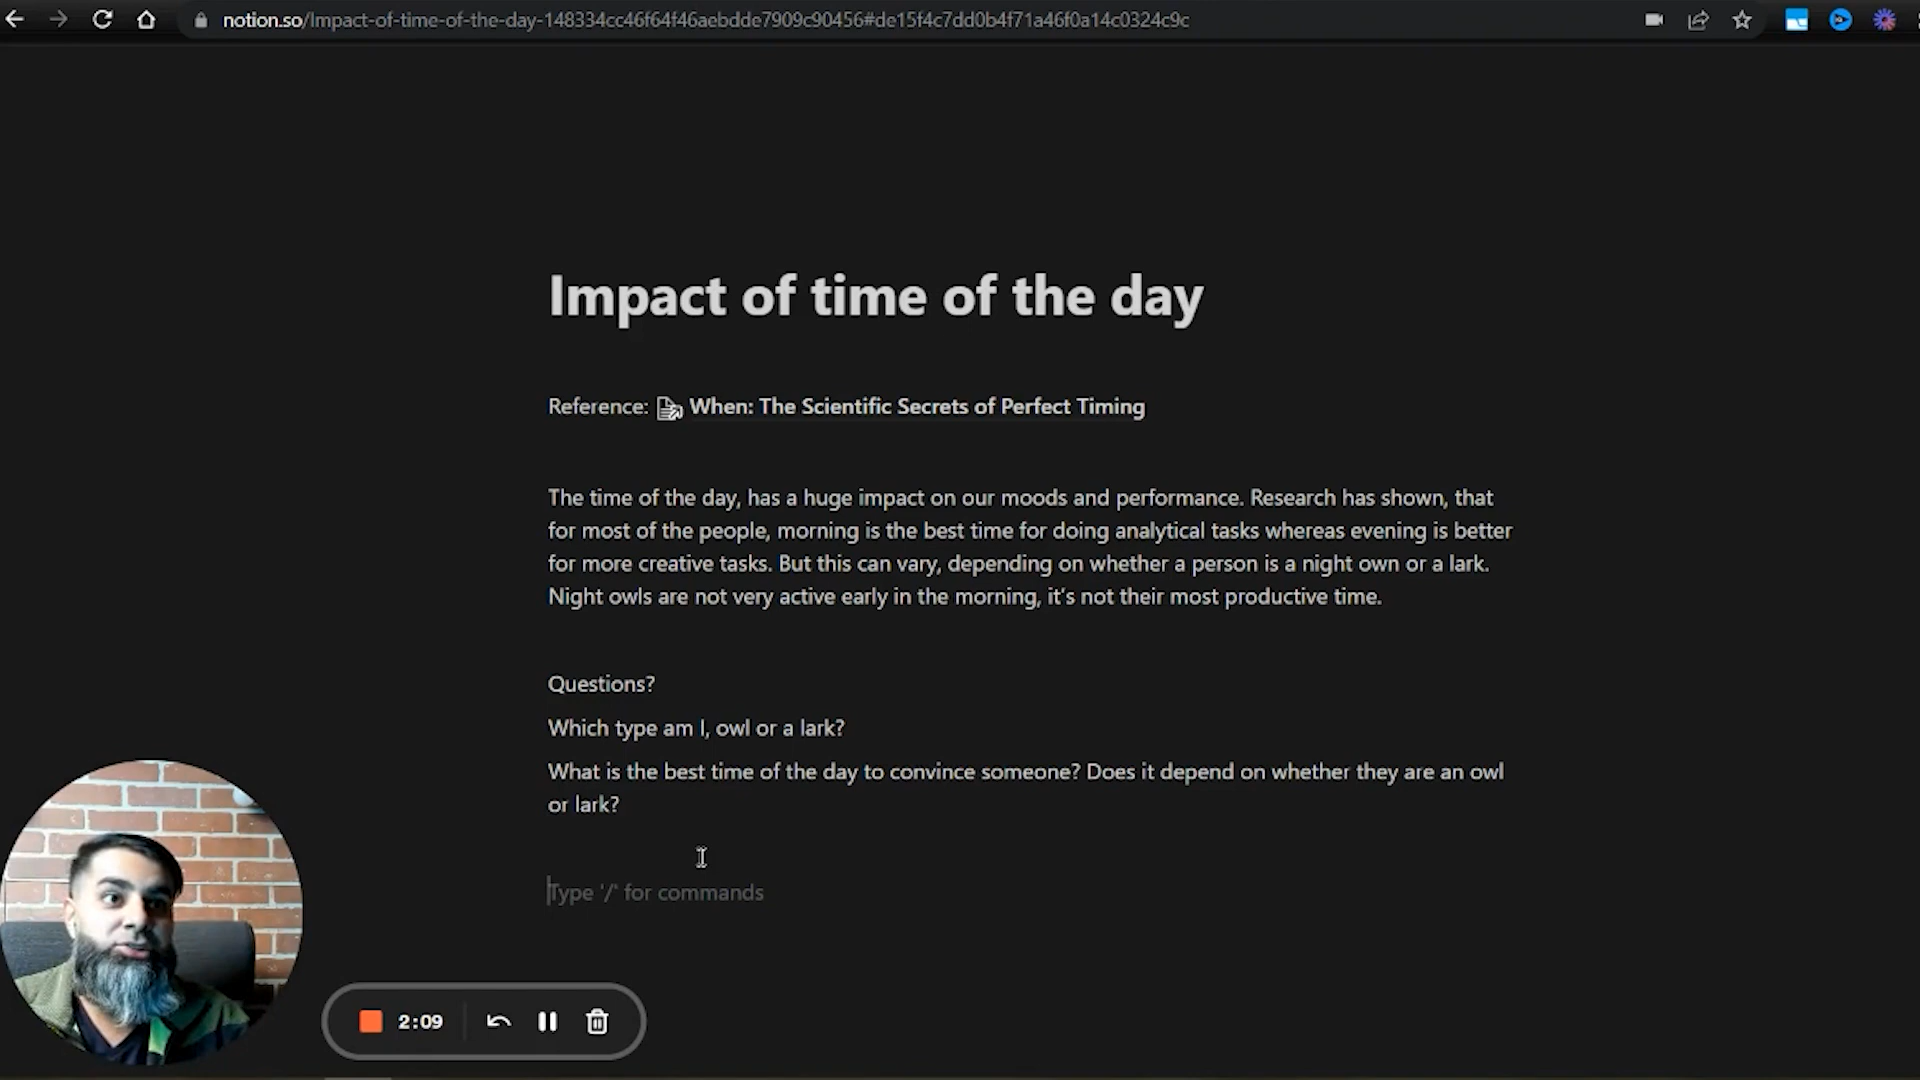 notion.so/Impact-of-time-of-the-day-148334cc46f64f46aebdde7909c90456#de15f4c7dd0b4f71a46f0a14c0324c9c
Impact of time of the day
Reference: When: The Scientific Secrets of Perfect Timing
The time of the day, has a huge impact on our moods and performance. Research has shown, that
for most of the people, morning is the best time for doing analytical tasks whereas evening is better
for more creative tasks. But this can vary, depending on whether a person is a night own or a lark.
Night owls are not very active early in the morning, it's not their most productive time.
Questions?
Which type am I, owl or a lark?
What is the best time of the day to convince someone? Does it depend on whether they are an owl
or lark?
Type '/' for commands
2:09